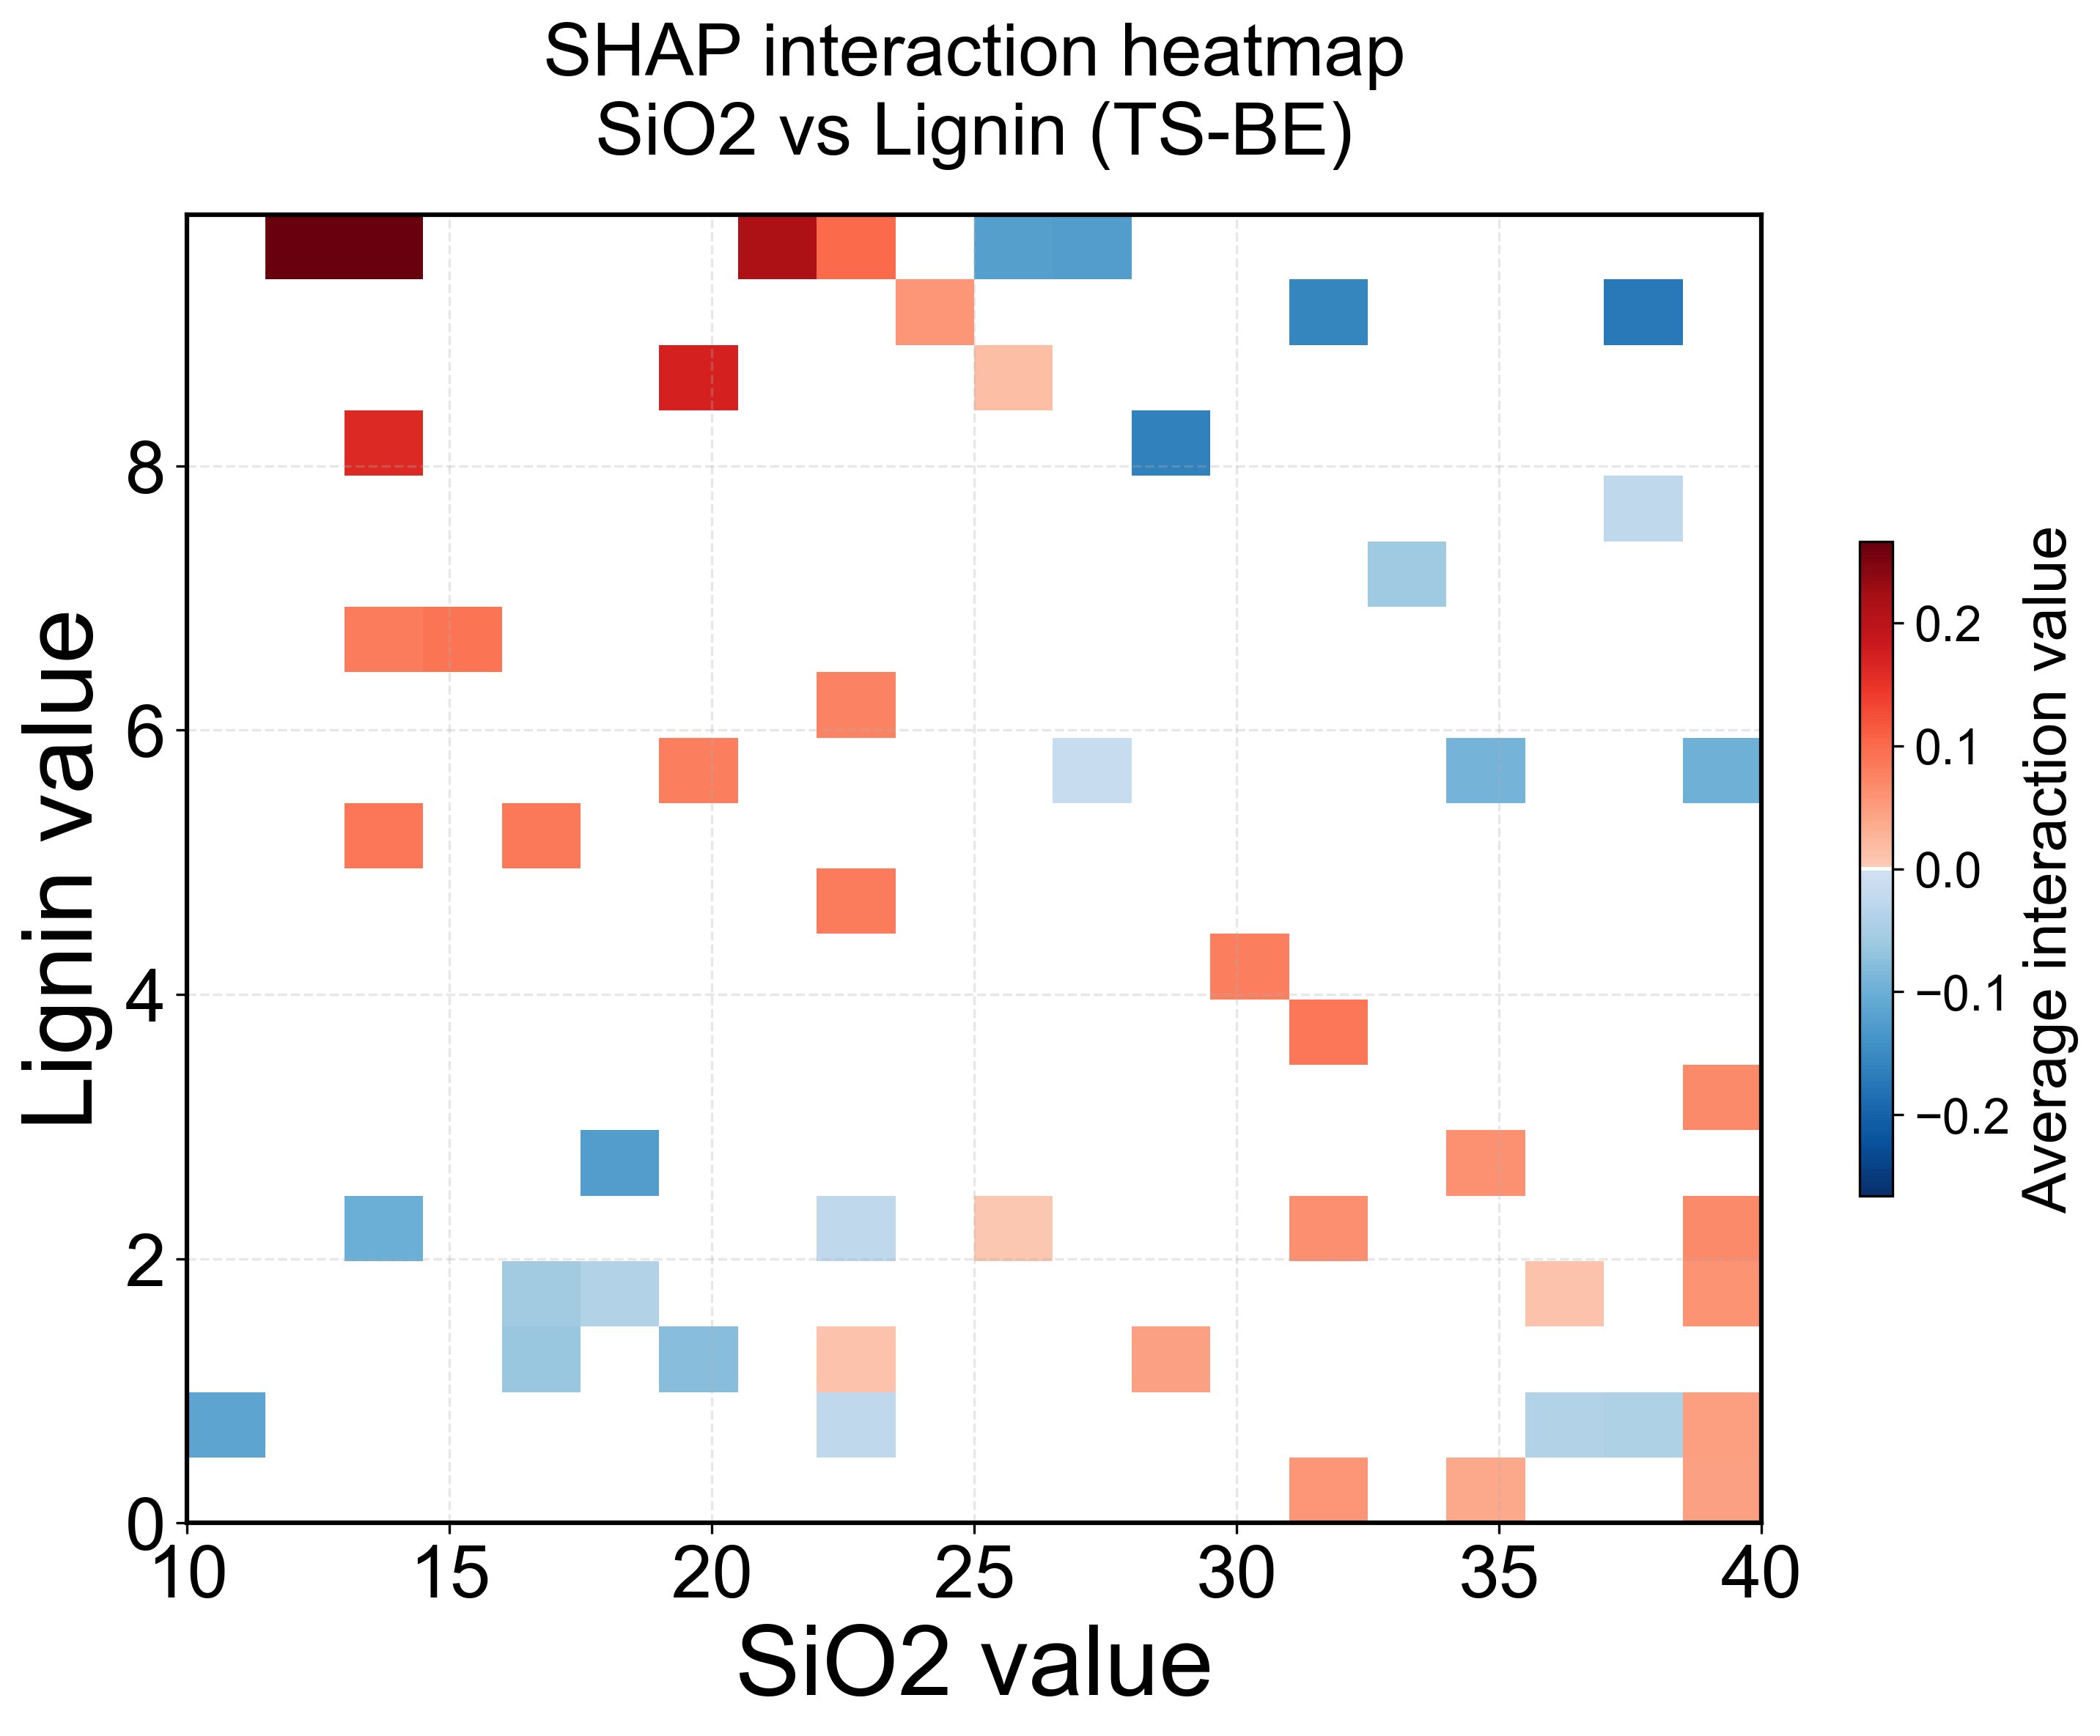 SHAP interaction heatmap
SiO2 vs Lignin (TS-BE)
Lignin value
8
6
4
2
0
10 15 20 25 30 35 40
SiO2 value
0.2
0.1
0.0
−0.1
−0.2
Average interaction value